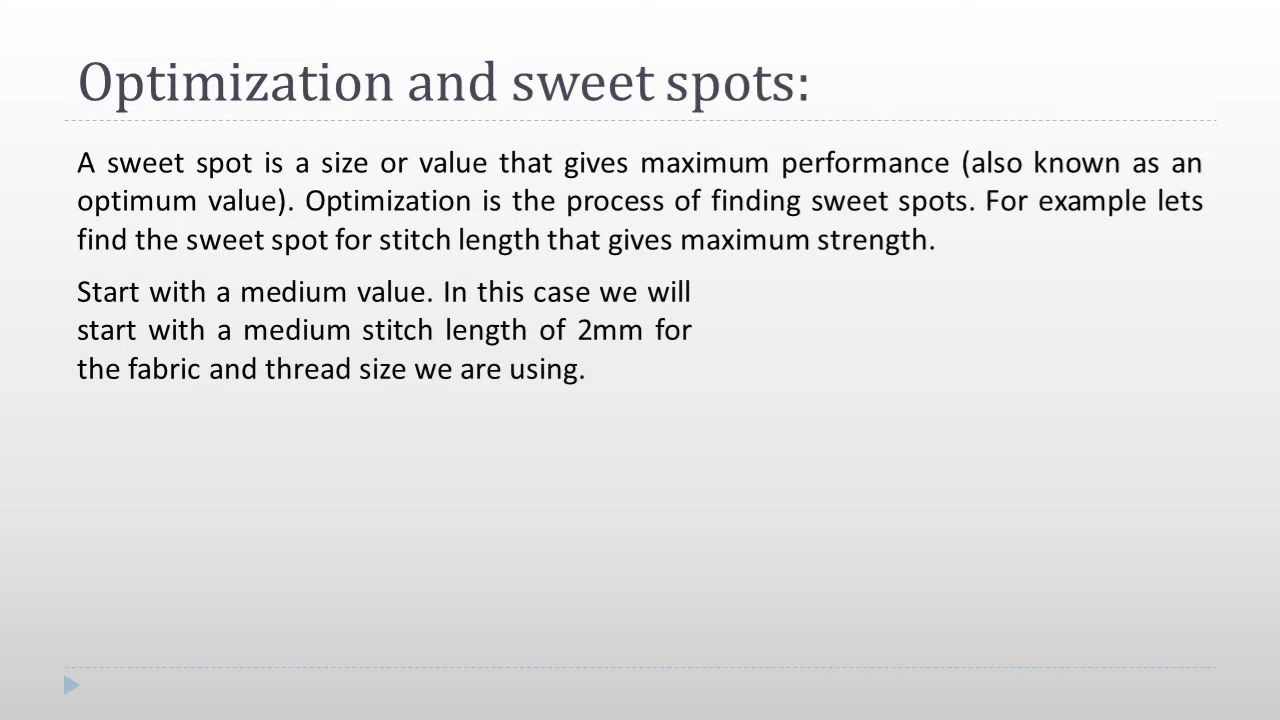 Optimization and sweet spots:
A sweet spot is a size or value that gives maximum performance (also known as an
optimum value). Optimization is the process of finding sweet spots. For example lets
find the sweet spot for stitch length that gives maximum strength.
Start with a medium value. In this case we will
start with a medium stitch length of 2mm for
the fabric and thread size we are using.